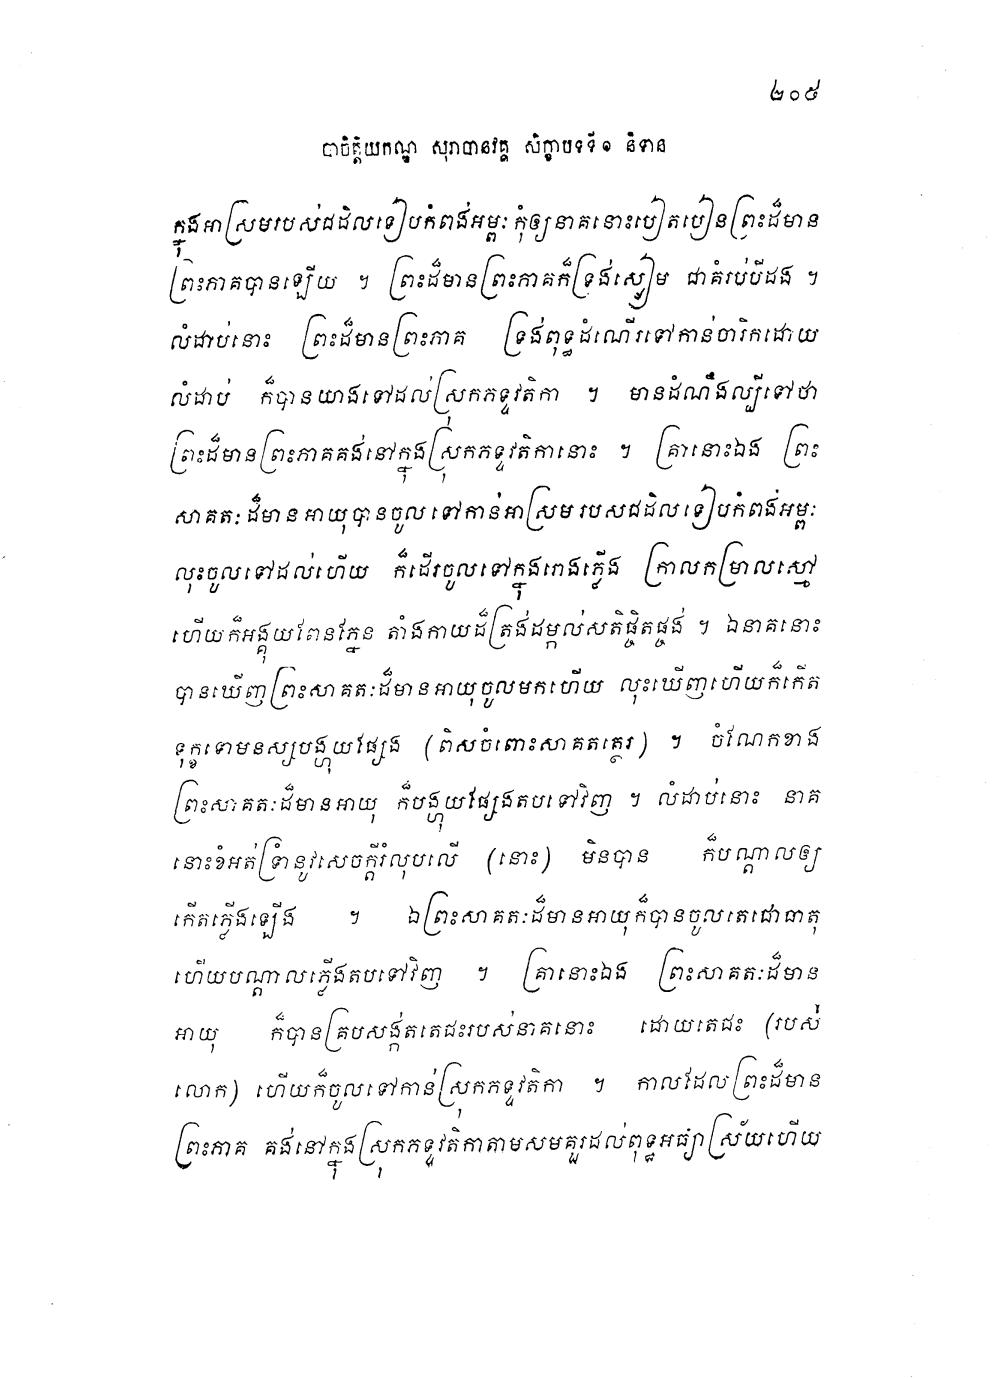 ២០៥
បាចិត្តិយកណ្ឌ សុរាបានវគ្គ សិក្ខាបទទី១ និទាន
ក្នុងអាស្រមរបស់ជដិលទៀបកំពង់អម្ពៈ កុំឲ្យនាគនោះបៀតបៀនព្រះដ៏មាន
ព្រះភាគបានឡើយ ។ ព្រះដ៏មានព្រះភាគក៏ទ្រង់ស្ងៀម ជាគំរប់បីដង ។
លំដាប់នោះ ព្រះដ៏មានព្រះភាគ ទ្រង់ពុទ្ធដំណើរទៅកាន់ចារិកដោយ
លំដាប់ ក៏បានយាងទៅដល់ស្រុកភទ្ទវតិកា ។ មានដំណឹងល្បីទៅថា
ព្រះដ៏មានព្រះភាគគង់នៅក្នុងស្រុកភទ្ទវតិកានោះ ។ គ្រានោះឯង ព្រះ
សាគតៈដ៏មានអាយុបានចូលទៅកាន់អាស្រមរបសជដិលទៀបកំពង់អម្ពៈ
លុះចូលទៅដល់ហើយ ក៏ដើរចូលទៅក្នុងរោងភ្លើង ក្រាលកម្រាលស្មៅ
ហើយក៏អង្គុយពែនភ្នែន តាំងកាយដ៏ត្រង់ដម្កល់សតិផ្ចិតផ្ចង់ ។ ឯនាគនោះ
បានឃើញព្រះសាគតៈដ៏មានអាយុចូលមកហើយ លុះឃើញហើយក៏កើត
ទុក្ខទោមនស្សបង្ហុយផ្សែង (ពិសចំពោះសាគតត្ថេរ) ។ ចំណែកខាង
ព្រះសាគតៈដ៏មានអាយុ ក៏បង្ហុយផ្សែងតបទៅវិញ ។ លំដាប់នោះ នាគ
នោះខំអត់ទ្រាំនូវសេចក្តីរំលុបលើ (នោះ) មិនបាន ក៏បណ្តាលឲ្យ
កើតភ្លើងឡើង ។ ឯព្រះសាគតៈដ៏មានអាយុក៏បានចូលតេជោធាតុ
ហើយបណ្តាលភ្លើងតបទៅវិញ ។ គ្រានោះឯង ព្រះសាគតៈដ៏មាន
អាយុ ក៏បានគ្របសង្កត់តេជះរបស់នាគនោះ ដោយតេជះ (របស់
លោក) ហើយក៏ចូលទៅកាន់ស្រុកភទ្ទវតិកា ។ កាលដែលព្រះដ៏មាន
ព្រះភាគ គង់នៅក្នុងស្រុកភទ្ទវតិកាតាមសមគួរដល់ពុទ្ធអធ្យាស្រ័យហើយ